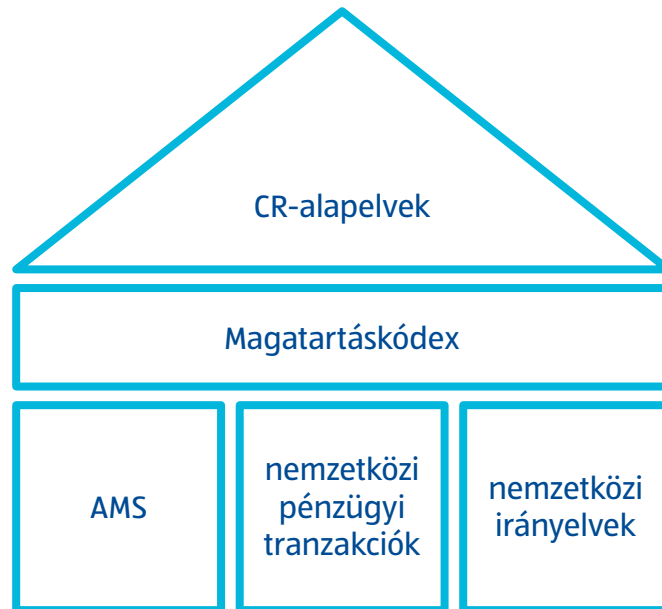 CR-alapelvek
Magatartáskódex
AMS
nemzetközi
pénzügyi
tranzakciók
nemzetközi
irányelvek